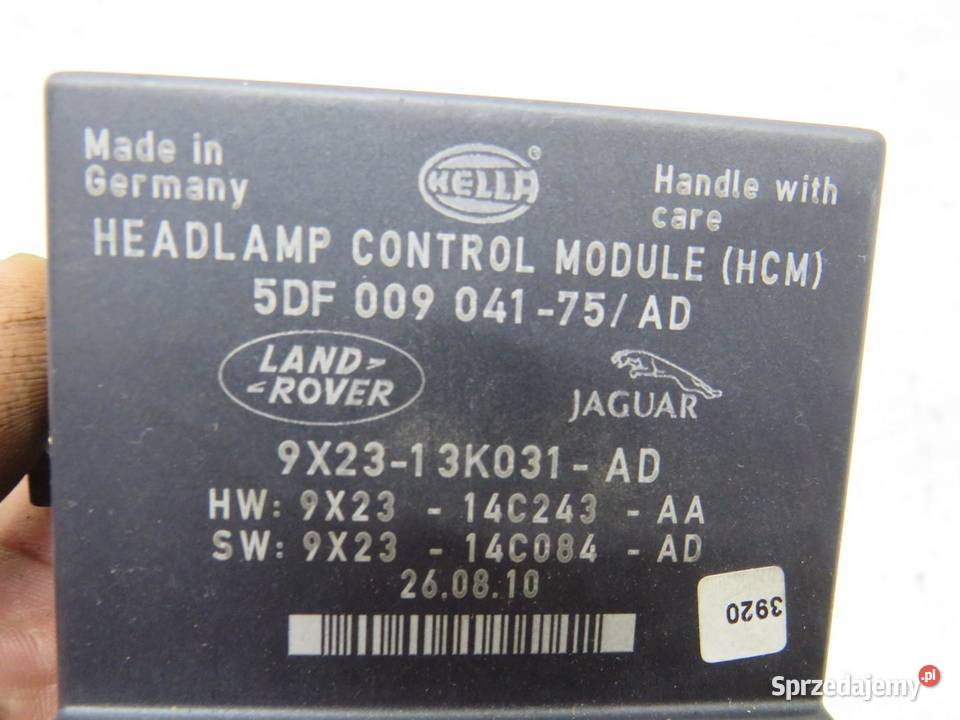 Made in
Germany
HELLA®
Handle with
care
HEADLAMP CONTROL MODULE (HCM)
5DF 009 041-75/AD
LAND
ROVER
JAGUAR
9X23-13K031-AD
HW: 9X23 - 14C243 - AA
SW: 9X23 - 14C084 - AD
26.08.10
3920
Sprzedajemy.pl